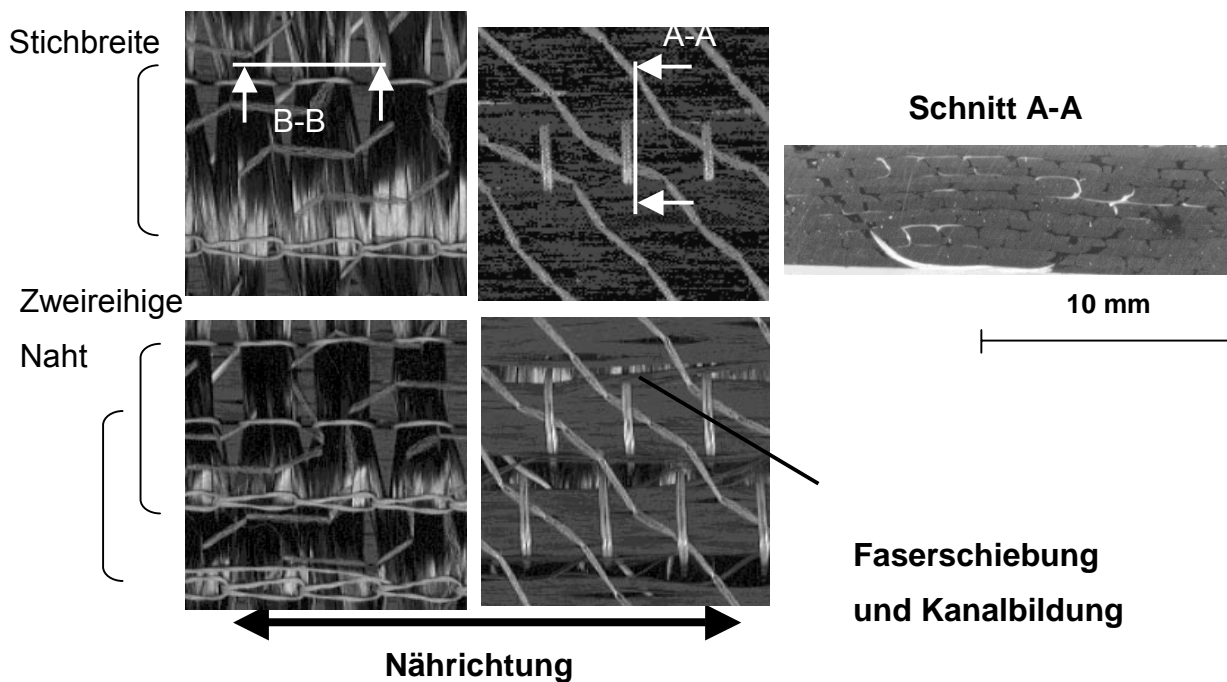 Stichbreite
A-A
B-B
Schnitt A-A
10 mm
Zweireihige
Naht
Faserschiebung
und Kanalbildung
Nährichtung